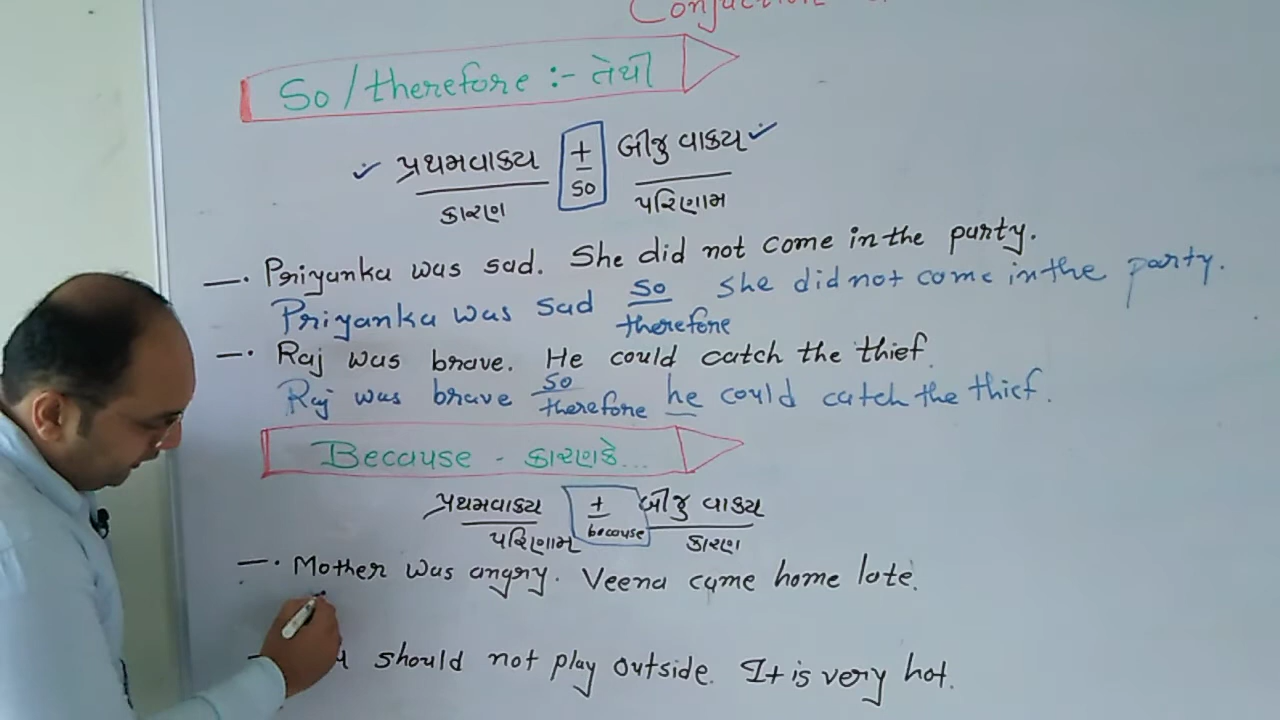 So/therefore :- તેથી
પ્રથમવાક્ય + બીજુ વાક્ય
કારણ so પરિણામ
—. Priyanka was sad. She did not come in the party.
Priyanka was sad so she did not come in the party.
therefore
—. Raj was brave. He could catch the thief.
Raj was brave so he could catch the thief.
therefore
Because - કારણકે...
પ્રથમવાક્ય + બીજુ વાક્ય
પરિણામ because કારણ
—. Mother was angry. Veena came home late.
should not play outside. It is very hot.